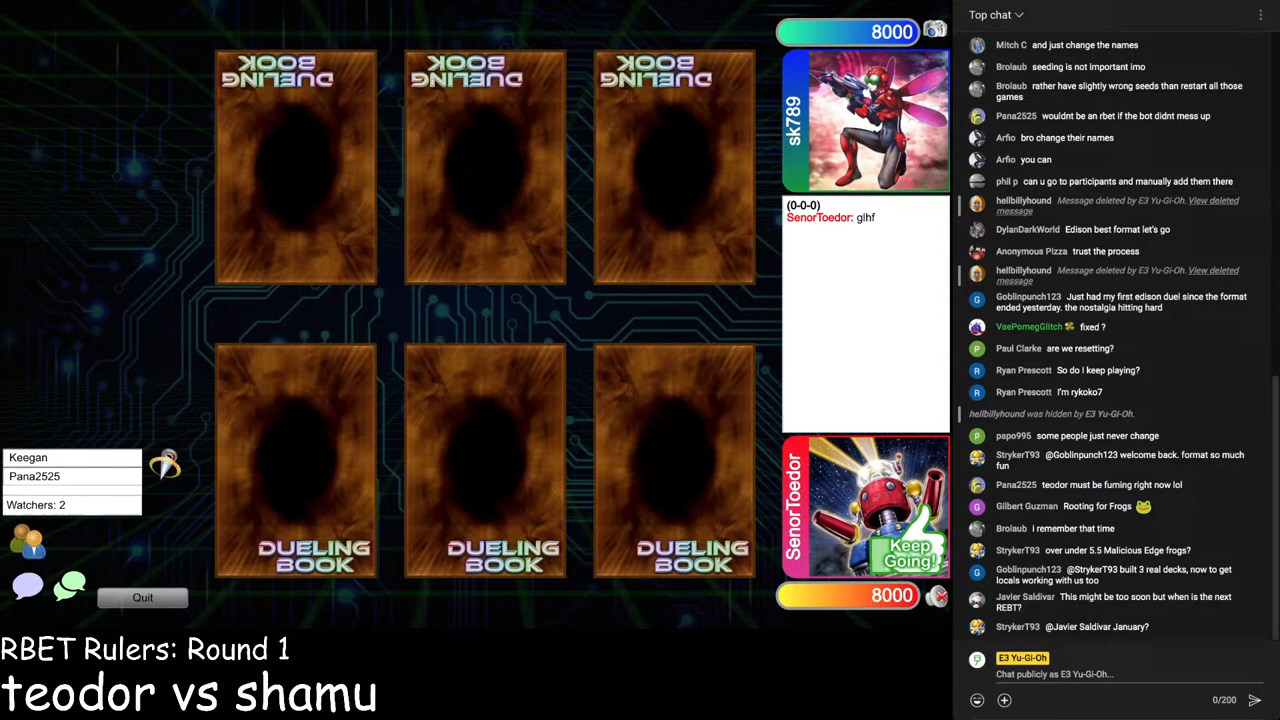 DUELING
BOOK
DUELING
BOOK
DUELING
BOOK
8000
sk789
(0-0-0)
SenorToedor: glhf
Keegan
Pana2525
Watchers: 2
Quit
DUELING
BOOK
DUELING
BOOK
DUELING
BOOK
SenorToedor
Keep
Going!
8000
RBET Rulers: Round 1
teodor vs shamu
Top chat
Mitch C and just change the names
Brolaub seeding is not important imo
Brolaub rather have slightly wrong seeds than restart all those
games
Pana2525 wouldnt be an rbet if the bot didnt mess up
Arfio bro change their names
Arfio you can
phil p can u go to participants and manually add them there
hellbillyhound Message deleted by E3 Yu-Gi-Oh. View deleted
message
DylanDarkWorld Edison best format let's go
Anonymous Pizza trust the process
hellbillyhound Message deleted by E3 Yu-Gi-Oh. View deleted
message
G Goblinpunch123 Just had my first edison duel since the format
ended yesterday. the nostalgia hitting hard
VaePomegGlitch fixed ?
P Paul Clarke are we resetting?
R Ryan Prescott So do I keep playing?
R Ryan Prescott I'm rykoko7
hellbillyhound was hidden by E3 Yu-Gi-Oh.
P papo995 some people just never change
StrykerT93 @Goblinpunch123 welcome back. format so much
fun
Pana2525 teodor must be fuming right now lol
G Gilbert Guzman Rooting for Frogs 🐸
Brolaub i remember that time
StrykerT93 over under 5.5 Malicious Edge frogs?
G Goblinpunch123 @StrykerT93 built 3 real decks, now to get
locals working with us too
Javier Saldivar This might be too soon but when is the next
REBT?
StrykerT93 @Javier Saldivar January?
E3 Yu-Gi-Oh
Chat publicly as E3 Yu-Gi-Oh...
0/200